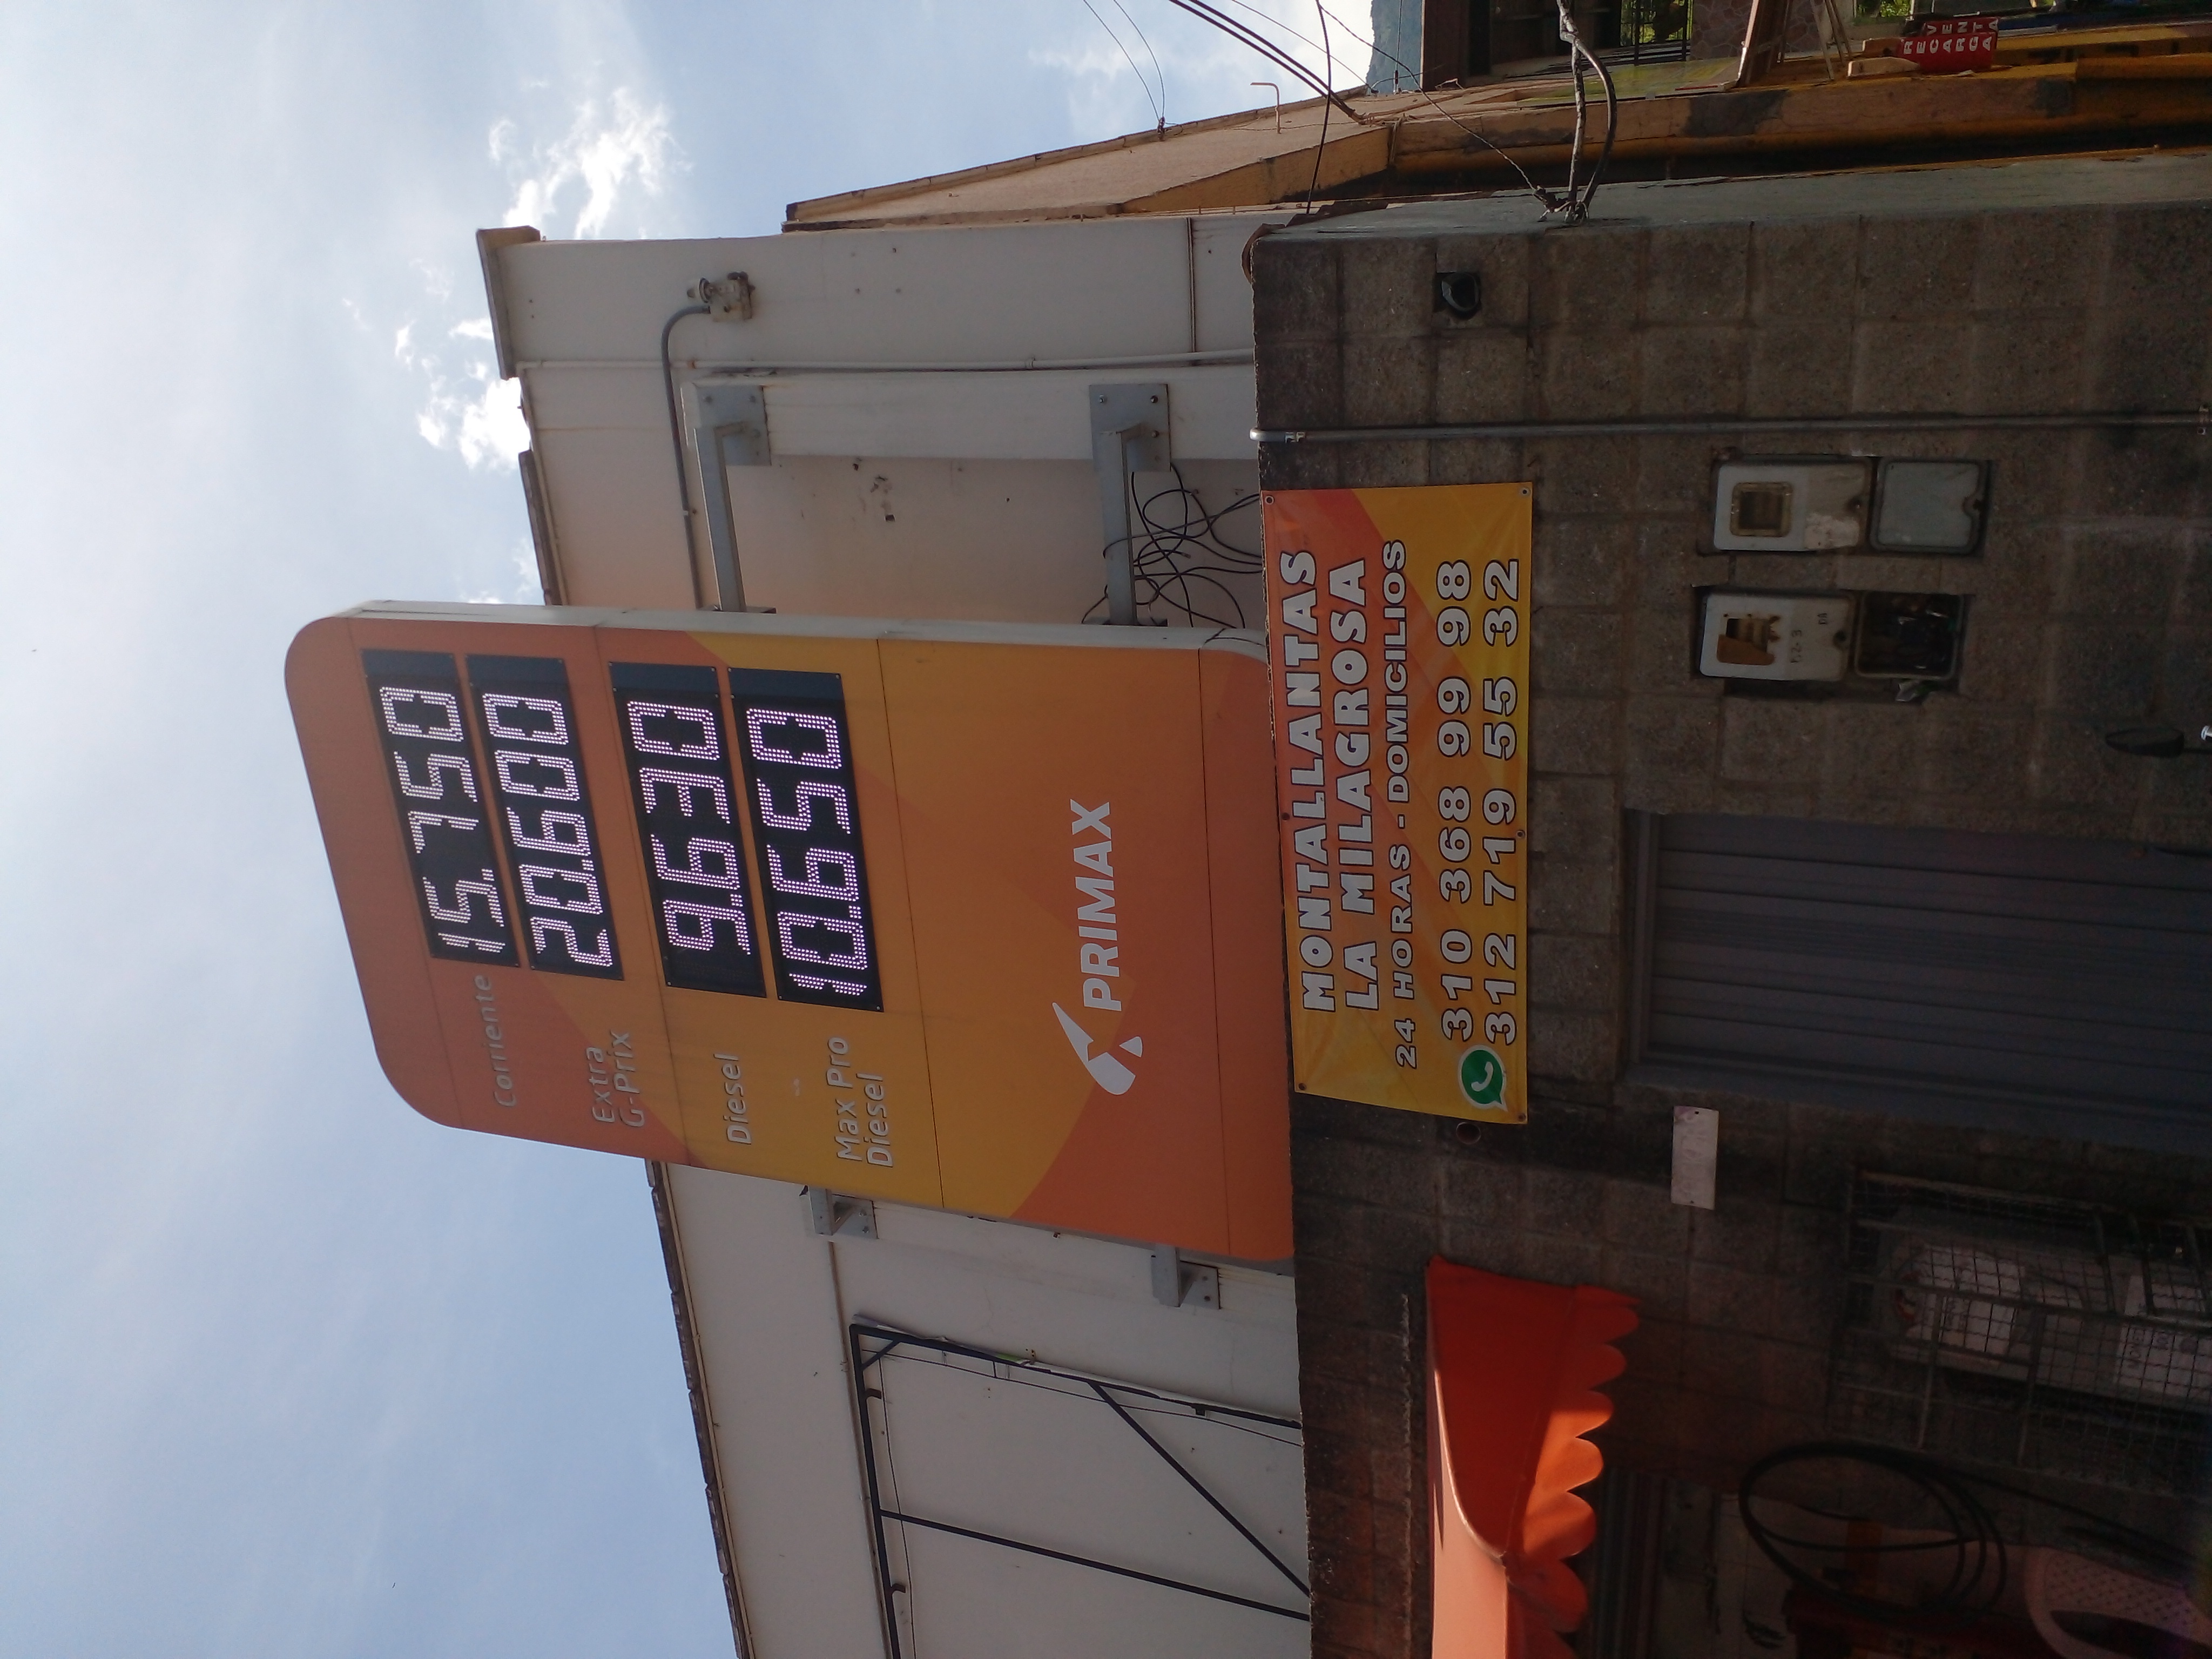 Corriente 15.750
Extra
G-Prix 20.600
Diesel 9.630
Max Pro
Diesel 10.650
PRIMAX
MONTALLANTAS
LA MILAGROSA
24 HORAS - DOMICILIOS
310 368 99 98
312 719 55 32
VENTA
RECARGA